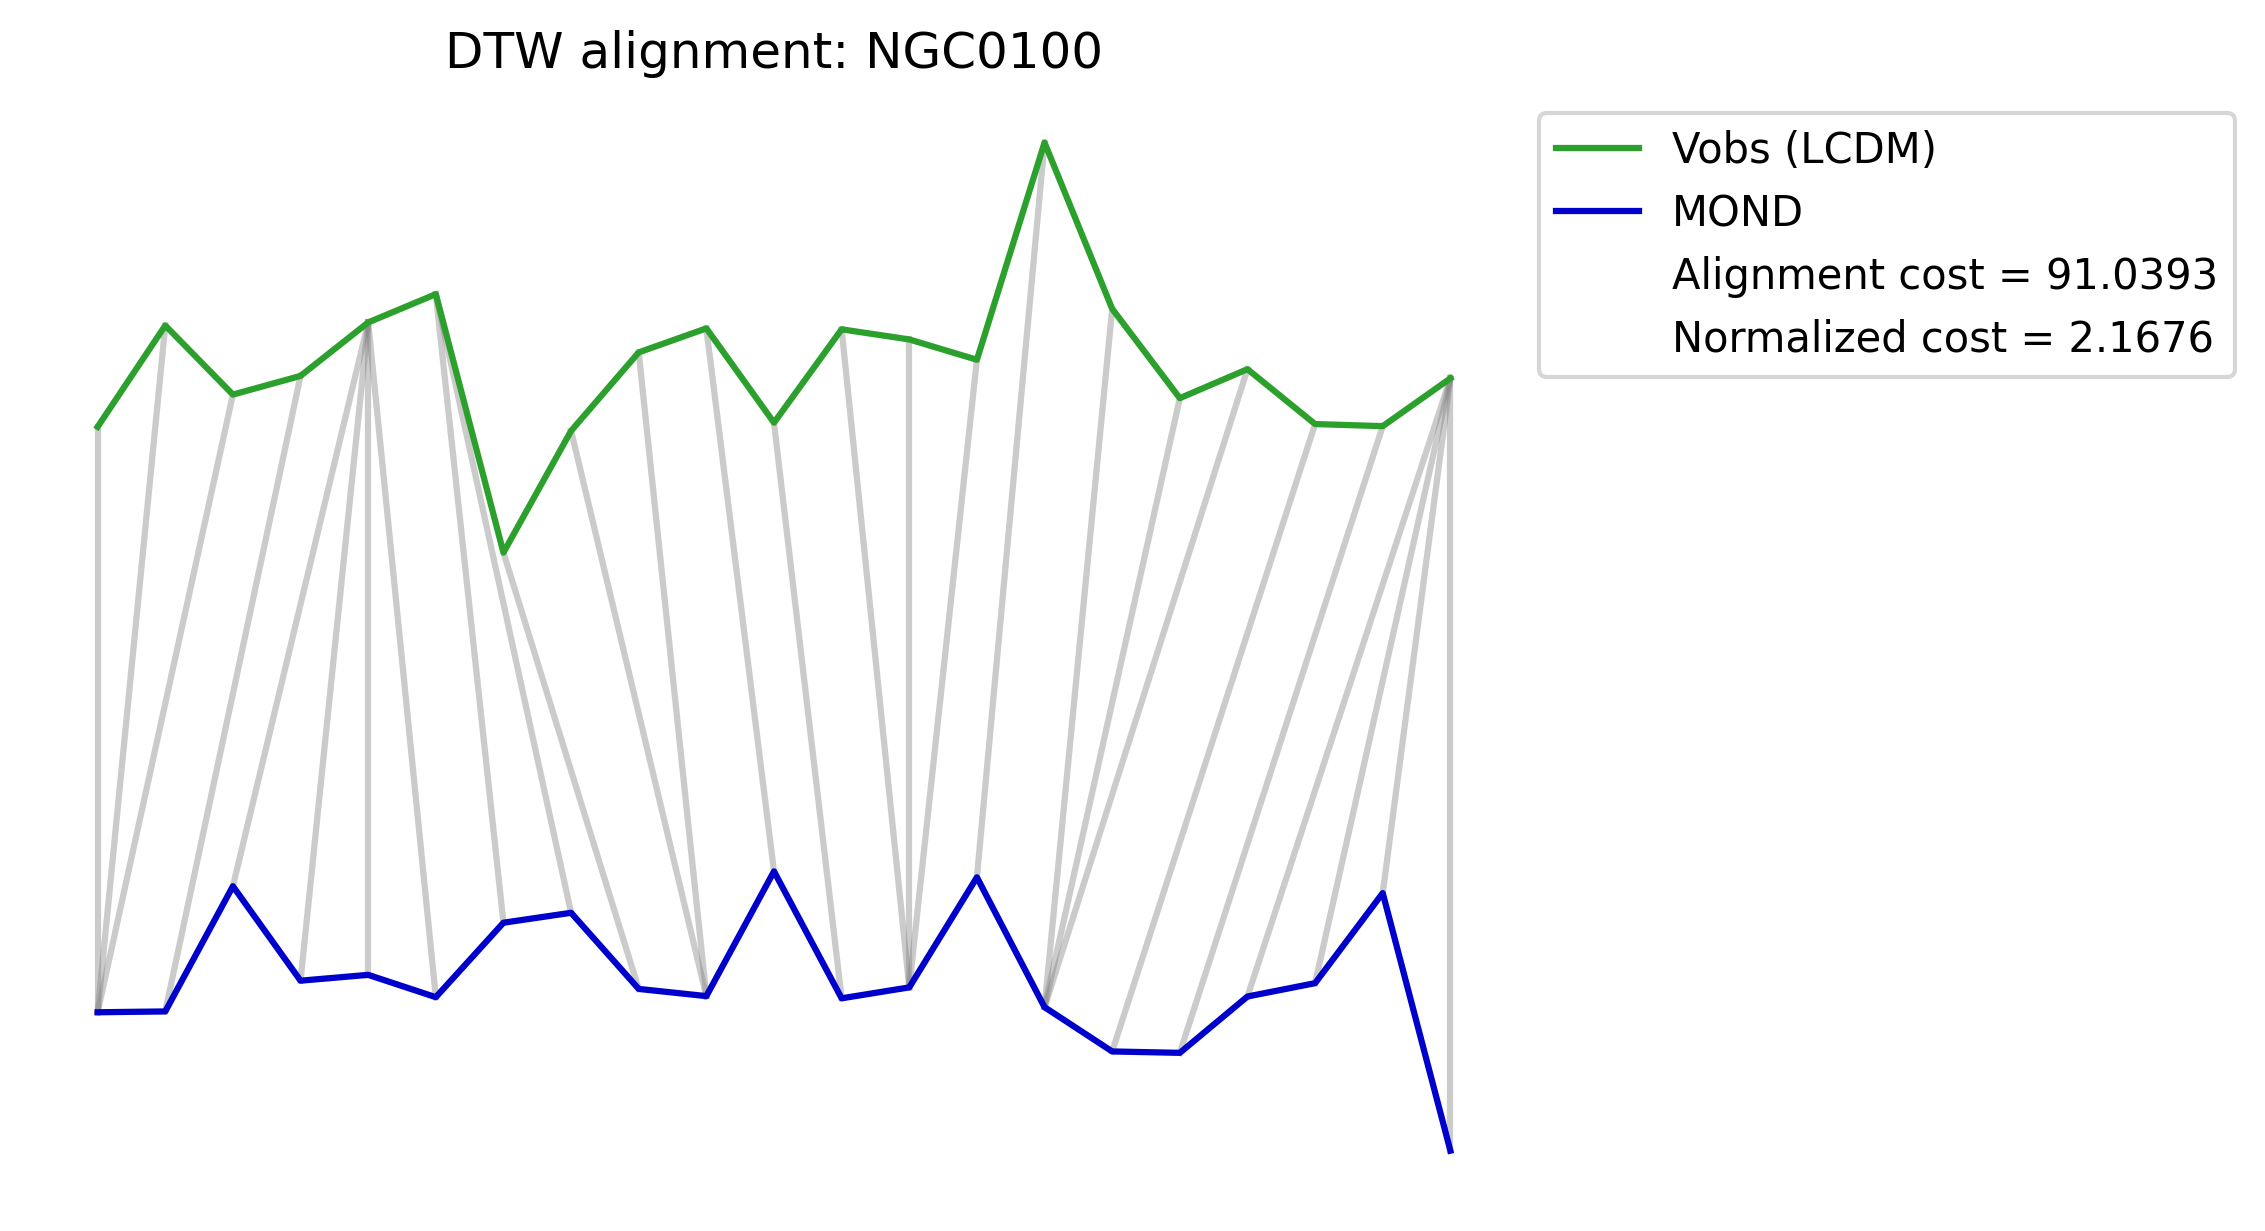 DTW alignment: NGC0100
Vobs (LCDM)
MOND
Alignment cost = 91.0393
Normalized cost = 2.1676